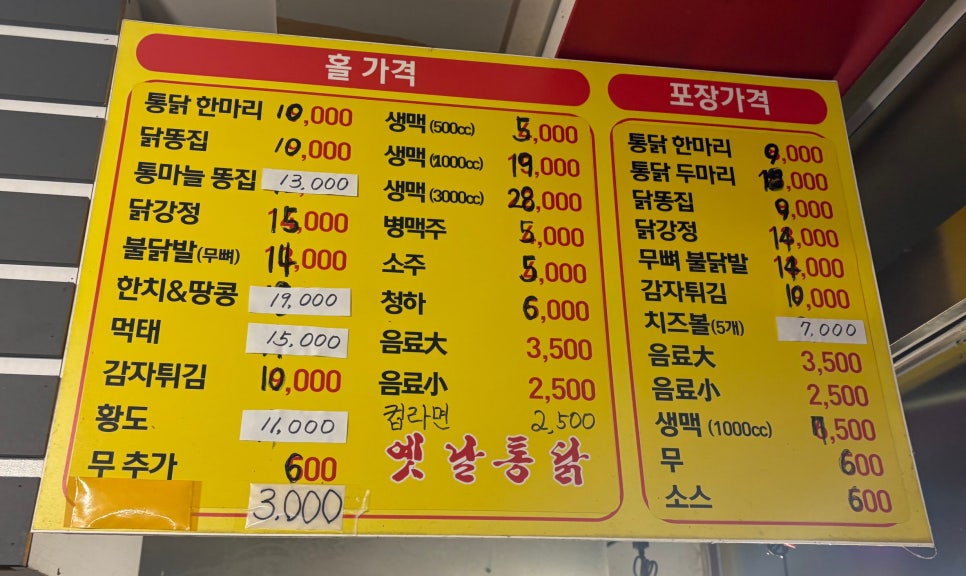 홀 가격
통닭 한마리 10,000
닭똥집 10,000
통마늘 똥집 13,000
닭강정 15,000
불닭발(무뼈) 14,000
한치&땅콩 19,000
먹태 15,000
감자튀김 10,000
황도 11,000
무 추가 600
3.000
생맥 (500cc) 5,000
생맥 (1000cc) 19,000
생맥 (3000cc) 28,000
병맥주 5,000
소주 5,000
청하 6,000
음료大 3,500
음료小 2,500
컵라면 2,500
옛날통닭
포장가격
통닭 한마리 9,000
통닭 두마리
닭똥집 9,000
닭강정 14,000
무뼈 불닭발 14,000
감자튀김 10,000
치즈볼(5개) 7,000
음료大 3,500
음료小 2,500
생맥 (1000cc)
무 600
소스 600